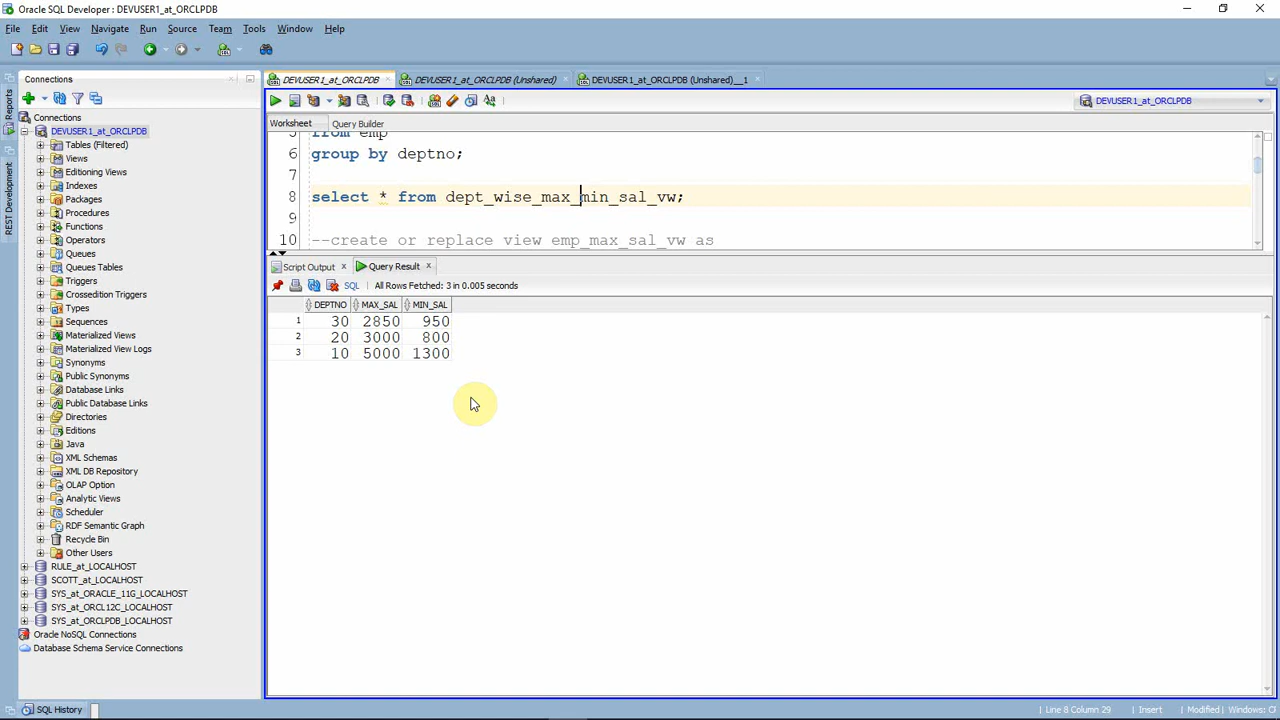 Oracle SQL Developer : DEVUSER1_at_ORCLPDB
File Edit View Navigate Run Source Team Tools Window Help
Reports
REST Development
Connections
Connections
DEVUSER1_at_ORCLPDB
Tables (Filtered)
Views
Editioning Views
Indexes
Packages
Procedures
Functions
Operators
Queues
Queues Tables
Triggers
Crossedition Triggers
Types
Sequences
Materialized Views
Materialized View Logs
Synonyms
Public Synonyms
Database Links
Public Database Links
Directories
Editions
Java
XML Schemas
XML DB Repository
OLAP Option
Analytic Views
Scheduler
RDF Semantic Graph
Recycle Bin
Other Users
RULE_at_LOCALHOST
SCOTT_at_LOCALHOST
SYS_at_ORACLE_11G_LOCALHOST
SYS_at_ORCL12C_LOCALHOST
SYS_at_ORCLPDB_LOCALHOST
Oracle NoSQL Connections
Database Schema Service Connections
DEVUSER1_at_ORCLPDB DEVUSER1_at_ORCLPDB (Unshared) DEVUSER1_at_ORCLPDB (Unshared)__1
DEVUSER1_at_ORCLPDB
Worksheet Query Builder
5 from emp
6 group by deptno;
7
8 select * from dept_wise_max_min_sal_vw;
9
10 --create or replace view emp_max_sal_vw as
Script Output Query Result
SQL All Rows Fetched: 3 in 0.005 seconds
DEPTNO MAX_SAL MIN_SAL
1 30 2850 950
2 20 3000 800
3 10 5000 1300
SQL History
Line 8 Column 29 Insert Modified Windows: C